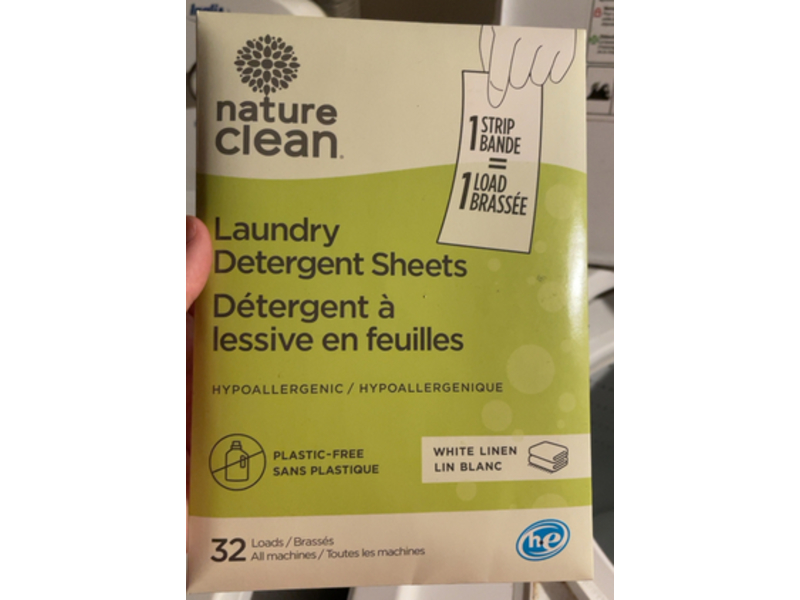 nature
clean
1 STRIP
BANDE
=
1 LOAD
BRASSÉE
Laundry
Detergent Sheets
Détergent à
lessive en feuilles
HYPOALLERGENIC / HYPOALLERGENIQUE
PLASTIC-FREE
SANS PLASTIQUE
WHITE LINEN
LIN BLANC
32 Loads / Brassés
All machines / Toutes les machines
he